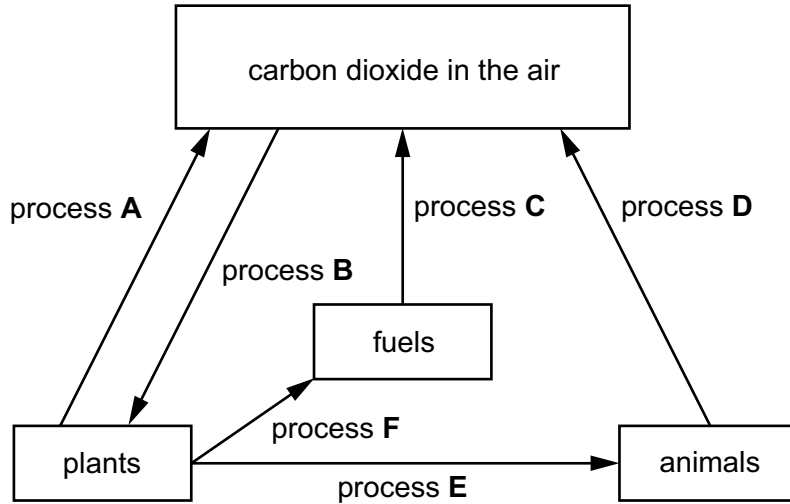 carbon dioxide in the air
process A
process C
process D
process B
fuels
process F
plants
animals
process E